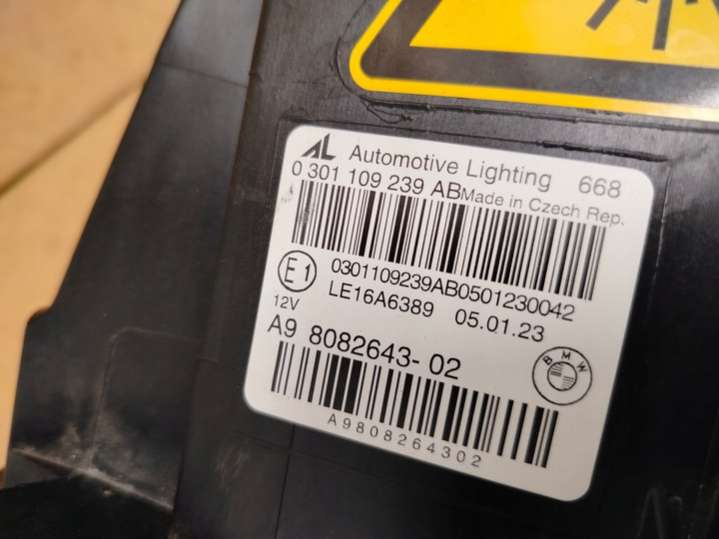 AL Automotive Lighting 668
0 301 109 239 AB Made in Czech Rep.
E1 0301109239AB0501230042
12V LE16A6389 05.01.23
A9 8082643-02
BMW
A9808264302